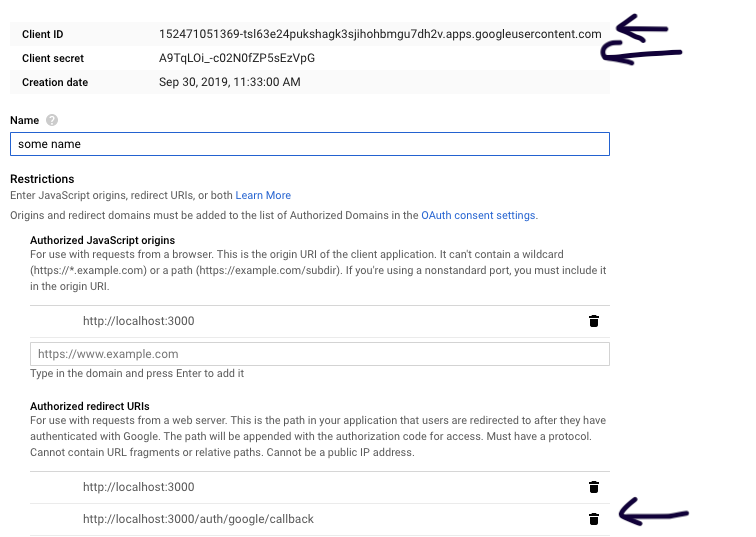 Client ID 152471051369-tsl63e24pukshagk3sjihohbmgu7dh2v.apps.googleusercontent.com
Client secret A9TqLOi_-c02N0fZP5sEzVpG
Creation date Sep 30, 2019, 11:33:00 AM
Name ?
some name
Restrictions
Enter JavaScript origins, redirect URIs, or both Learn More
Origins and redirect domains must be added to the list of Authorized Domains in the OAuth consent settings.
Authorized JavaScript origins
For use with requests from a browser. This is the origin URI of the client application. It can't contain a wildcard
(https://*.example.com) or a path (https://example.com/subdir). If you're using a nonstandard port, you must include it
in the origin URI.
http://localhost:3000
https://www.example.com
Type in the domain and press Enter to add it
Authorized redirect URIs
For use with requests from a web server. This is the path in your application that users are redirected to after they have
authenticated with Google. The path will be appended with the authorization code for access. Must have a protocol.
Cannot contain URL fragments or relative paths. Cannot be a public IP address.
http://localhost:3000
http://localhost:3000/auth/google/callback